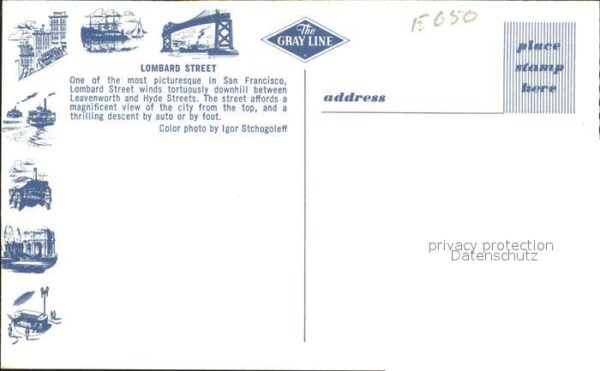 The
GRAY LINE
IE 050
LOMBARD STREET
One of the most picturesque in San Francisco,
Lombard Street winds tortuously downhill between
Leavenworth and Hyde Streets. The street affords a
magnificent view of the city from the top, and a
thrilling descent by auto or by foot.
Color photo by Igor Stchogoleff
address
place
stamp
here
privacy protection
Datenschutz